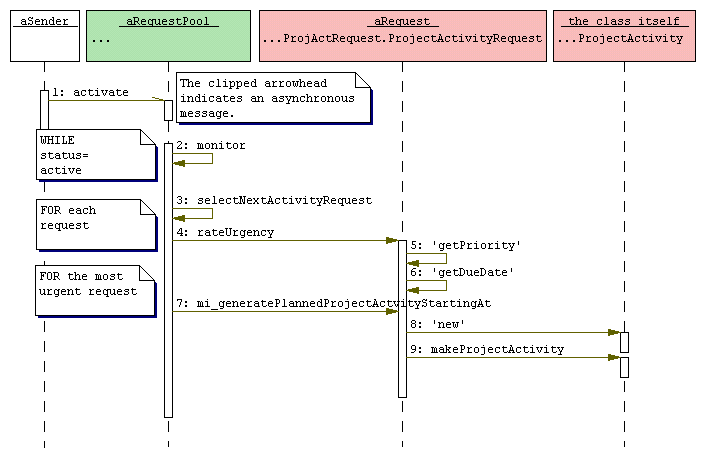 aSender
aRequestPool
...
aRequest
...ProjActRequest.ProjectActivityRequest
the class itself
...ProjectActivity
1: activate
The clipped arrowhead
indicates an asynchronous
message.
WHILE
status=
active
2: monitor
3: selectNextActivityRequest
FOR each
request
4: rateUrgency
5: 'getPriority'
6: 'getDueDate'
FOR the most
urgent request
7: mi_generatePlannedProjectActvityStartingAt
8: 'new'
9: makeProjectActivity